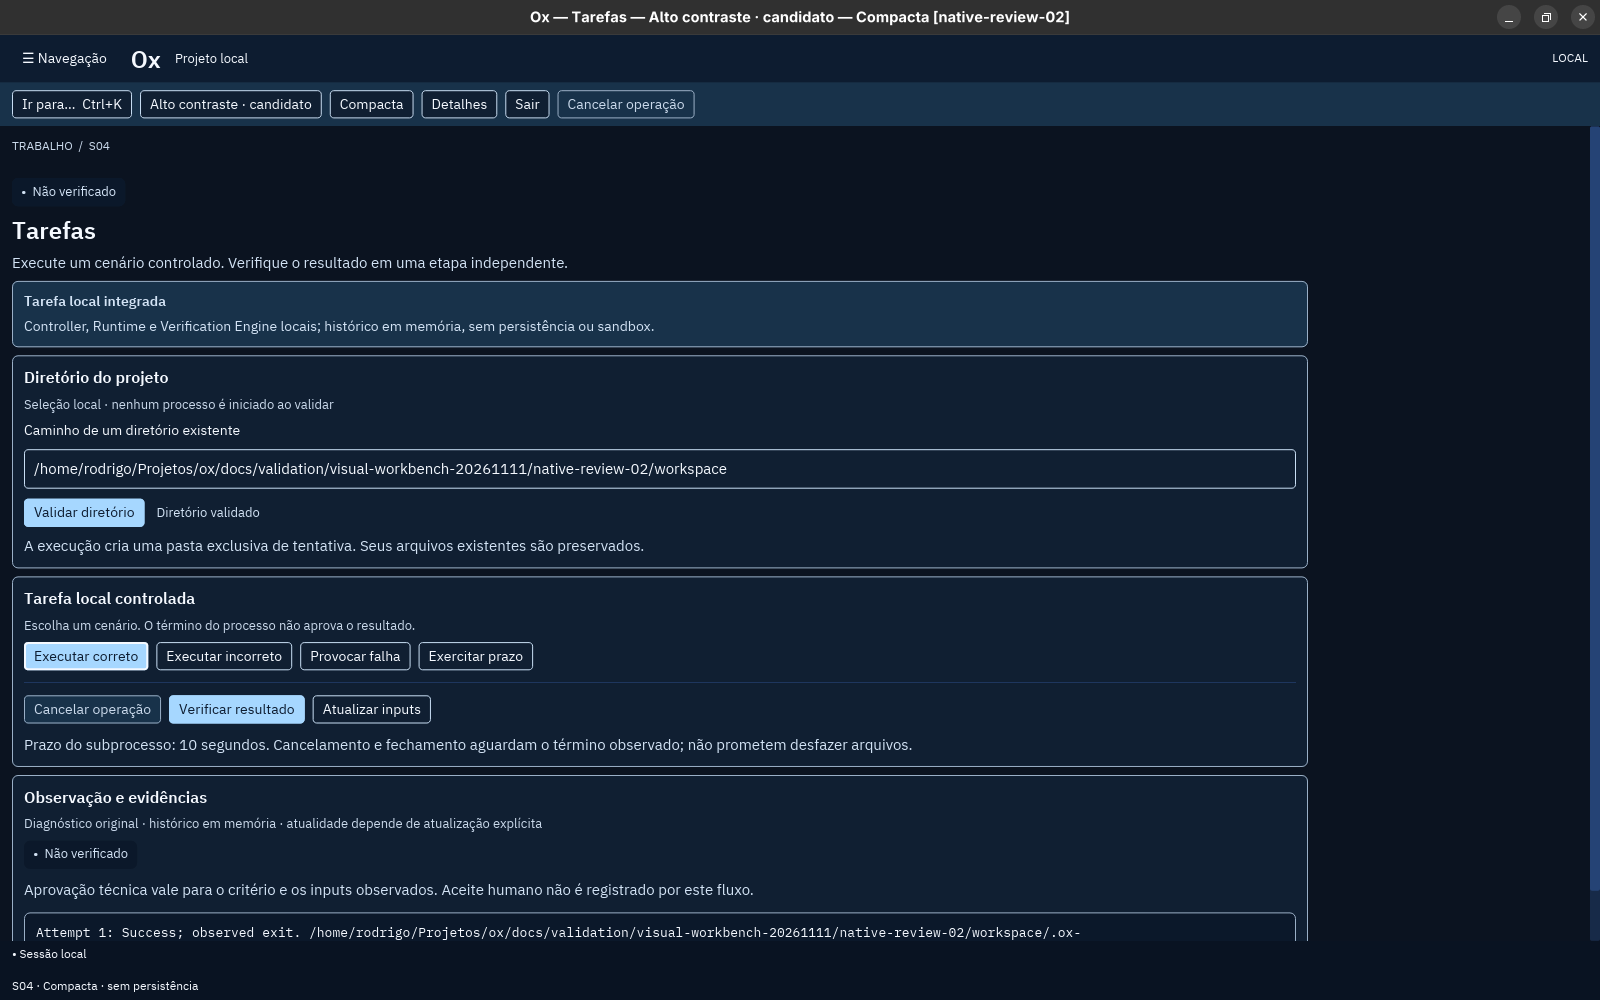 Ox — Tarefas — Alto contraste · candidato — Compacta [native-review-02]
☰ Navegação Ox Projeto local LOCAL
Ir para... Ctrl+K Alto contraste · candidato Compacta Detalhes Sair Cancelar operação
TRABALHO / S04
• Não verificado
Tarefas
Execute um cenário controlado. Verifique o resultado em uma etapa independente.
Tarefa local integrada
Controller, Runtime e Verification Engine locais; histórico em memória, sem persistência ou sandbox.
Diretório do projeto
Seleção local · nenhum processo é iniciado ao validar
Caminho de um diretório existente
/home/rodrigo/Projetos/ox/docs/validation/visual-workbench-20261111/native-review-02/workspace
Validar diretório Diretório validado
A execução cria uma pasta exclusiva de tentativa. Seus arquivos existentes são preservados.
Tarefa local controlada
Escolha um cenário. O término do processo não aprova o resultado.
Executar correto Executar incorreto Provocar falha Exercitar prazo
Cancelar operação Verificar resultado Atualizar inputs
Prazo do subprocesso: 10 segundos. Cancelamento e fechamento aguardam o término observado; não prometem desfazer arquivos.
Observação e evidências
Diagnóstico original · histórico em memória · atualidade depende de atualização explícita
• Não verificado
Aprovação técnica vale para o critério e os inputs observados. Aceite humano não é registrado por este fluxo.
Attempt 1: Success; observed exit. /home/rodrigo/Projetos/ox/docs/validation/visual-workbench-20261111/native-review-02/workspace/.ox-
• Sessão local
S04 · Compacta · sem persistência